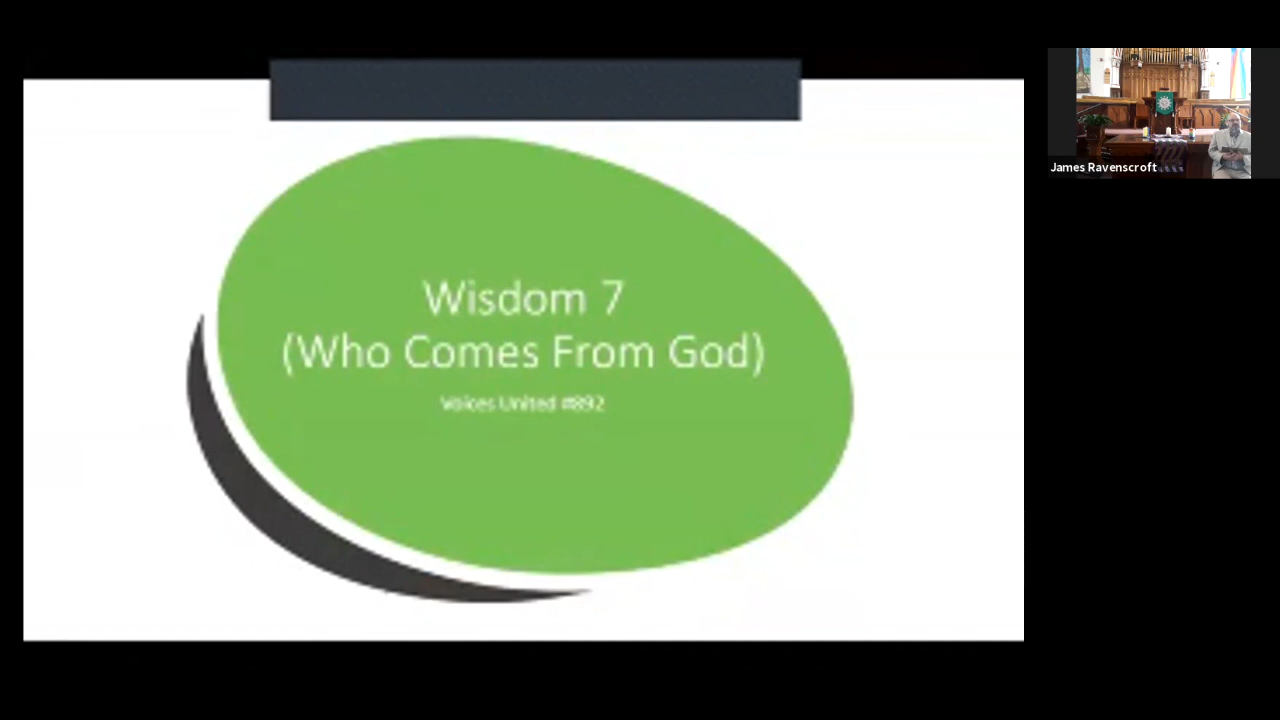 Wisdom 7
(Who Comes From God)
Voices United #892
James Ravenscroft